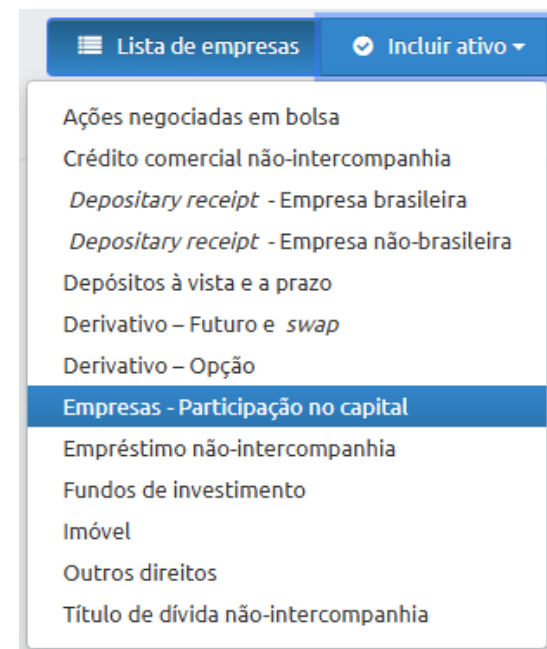 Lista de empresas
Incluir ativo
Ações negociadas em bolsa
Crédito comercial não-intercompanhia
Depositary receipt - Empresa brasileira
Depositary receipt - Empresa não-brasileira
Depósitos à vista e a prazo
Derivativo – Futuro e swap
Derivativo – Opção
Empresas - Participação no capital
Empréstimo não-intercompanhia
Fundos de investimento
Imóvel
Outros direitos
Título de dívida não-intercompanhia